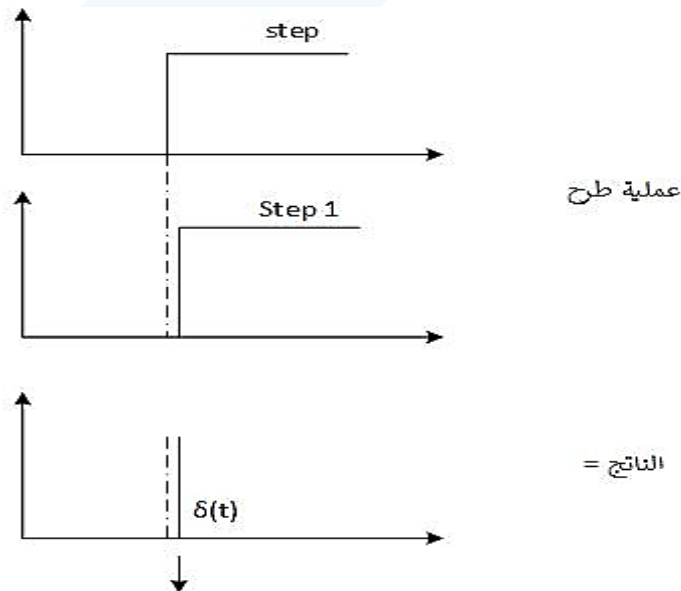 step
عملية طرح
Step 1
الناتج =
δ(t)